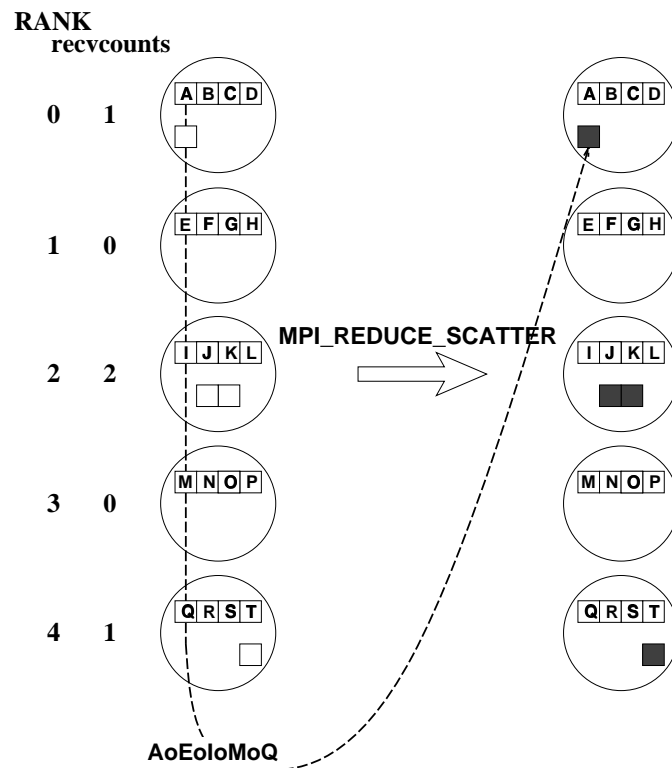 RANK
recvcounts
A B C D
A B C D
0 1
E F G H
E F G H
1 0
MPI_REDUCE_SCATTER
I J K L
I J K L
2 2
M N O P
M N O P
3 0
Q R S T
Q R S T
4 1
AoEoIoMoQ